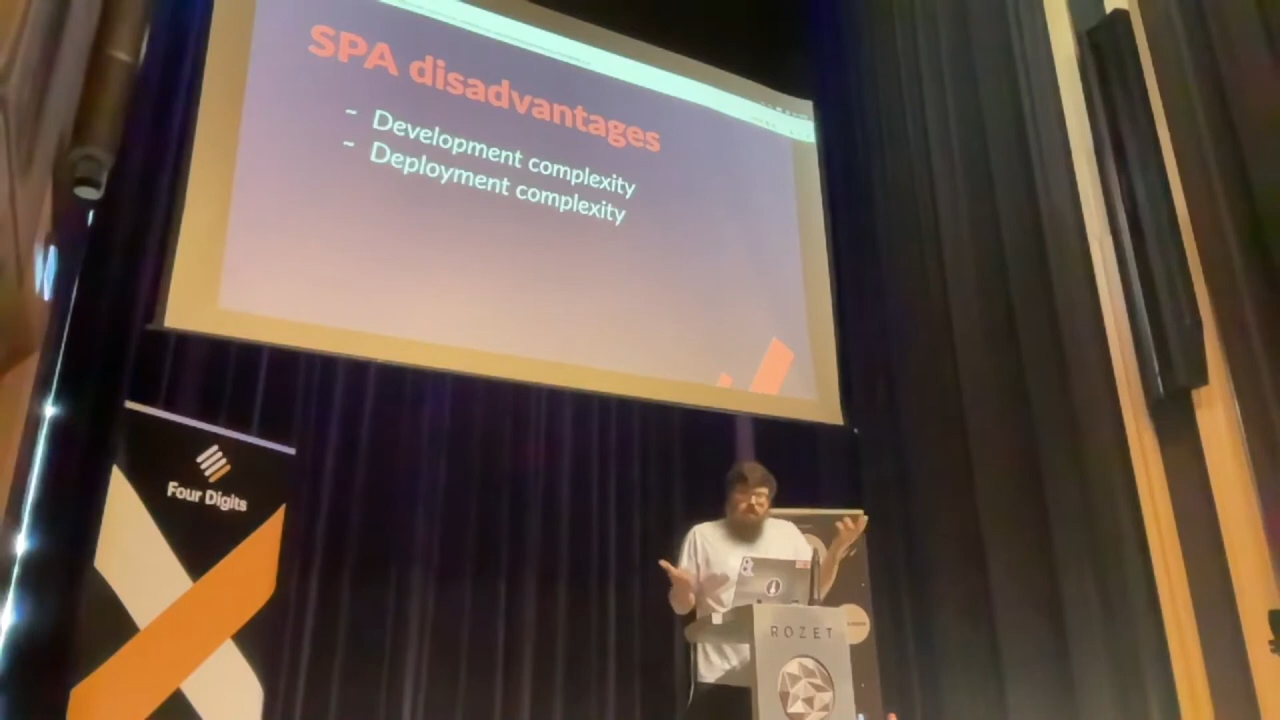 SPA disadvantages
- Development complexity
- Deployment complexity
Four Digits
ROZET